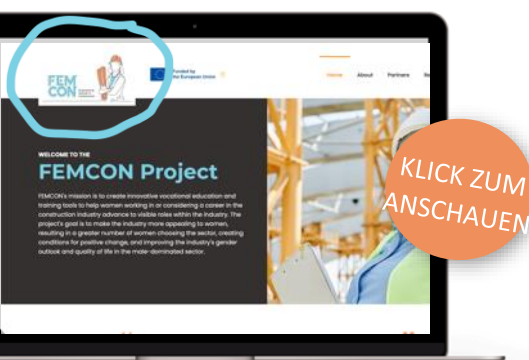 FEM
CON
Funded by
the European Union
Home About Partners
WELCOME TO THE
FEMCON Project
FEMCON's mission is to create innovative vocational education and
training tools to help women working in or considering a career in the
construction industry advance to visible roles within the industry. The
project's goal is to make the industry more appealing to women,
resulting in a greater number of women choosing the sector, creating
conditions for positive change, and improving the industry's gender
outlook and quality of life in the male-dominated sector.
KLICK ZUM
ANSCHAUEN